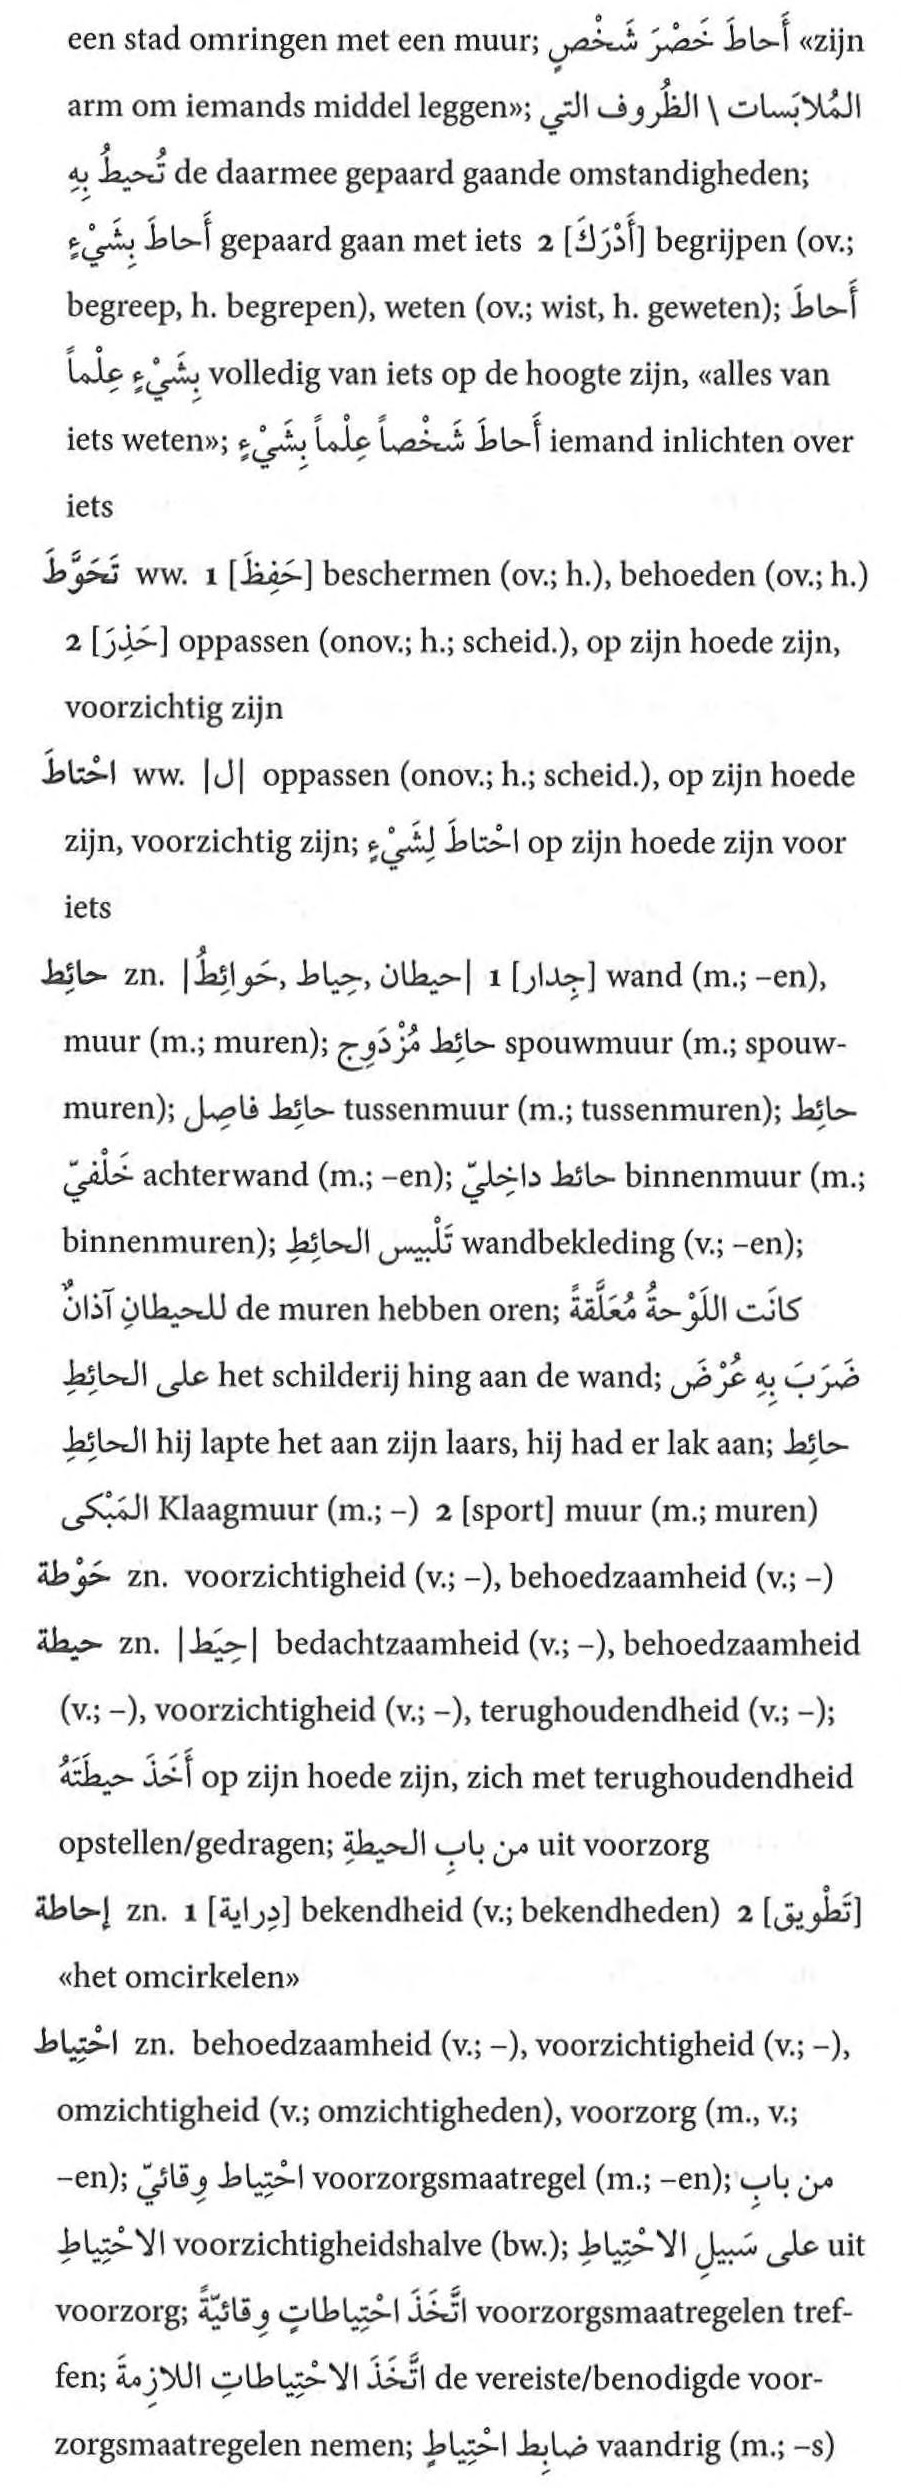 een stad omringen met een muur; أَحاطَ خَصْرَ شَخْصٍ «zijn
arm om iemands middel leggen»; المُلابَسات \ الظُروف التي
تُحيطُ بِهِ de daarmee gepaard gaande omstandigheden;
أَحاطَ بِشَيْءٍ gepaard gaan met iets 2 [أَدْرَكَ] begrijpen (ov.;
begreep, h. begrepen), weten (ov.; wist, h. geweten); أَحاطَ
بِشَيْءٍ عِلْماً volledig van iets op de hoogte zijn, «alles van
iets weten»; أَحاطَ شَخْصاً عِلْماً بِشَيْءٍ iemand inlichten over
iets
تَحَوَّطَ ww. 1 [حَفِظَ] beschermen (ov.; h.), behoeden (ov.; h.)
2 [حَذِرَ] oppassen (onov.; h.; scheid.), op zijn hoede zijn,
voorzichtig zijn
احْتاطَ ww. |ل| oppassen (onov.; h.; scheid.), op zijn hoede
zijn, voorzichtig zijn; احْتاطَ لِشَيْءٍ op zijn hoede zijn voor
iets
حائِط zn. |حيطان, حِياط, حَوائِطُ| 1 [جِدار] wand (m.; –en),
muur (m.; muren); حائِط مُزْدَوِج spouwmuur (m.; spouw-
muren); حائِط فاصِل tussenmuur (m.; tussenmuren); حائِط
خَلْفيّ achterwand (m.; –en); حائط داخِليّ binnenmuur (m.;
binnenmuren); تَلْبيس الحائِطِ wandbekleding (v.; –en);
للحيطانِ آذانٌ de muren hebben oren; كانَت اللَوْحةُ مُعَلَّقةً
على الحائِطِ het schilderij hing aan de wand; ضَرَبَ بِهِ عُرْضَ
الحائِطِ hij lapte het aan zijn laars, hij had er lak aan; حائِط
المَبْكى Klaagmuur (m.; –) 2 [sport] muur (m.; muren)
حَوْطة zn. voorzichtigheid (v.; –), behoedzaamheid (v.; –)
حيطة zn. |حِيَط| bedachtzaamheid (v.; –), behoedzaamheid
(v.; –), voorzichtigheid (v.; –), terughoudendheid (v.; –);
أَخَذَ حيطَتَهُ op zijn hoede zijn, zich met terughoudendheid
opstellen/gedragen; من بابِ الحيطةِ uit voorzorg
إحاطة zn. 1 [دِراية] bekendheid (v.; bekendheden) 2 [تَطْويق]
«het omcirkelen»
احْتِياط zn. behoedzaamheid (v.; –), voorzichtigheid (v.; –),
omzichtigheid (v.; omzichtigheden), voorzorg (m., v.;
–en); احْتِياط وِقائيّ voorzorgsmaatregel (m.; –en); من بابِ
الاحْتِياطِ voorzichtigheidshalve (bw.); على سَبيلِ الاحْتِياطِ uit
voorzorg; اتَّخَذَ احْتِياطاتٍ وِقائيّةً voorzorgsmaatregelen tref-
fen; اتَّخَذَ الاحْتِياطاتِ اللازِمةَ de vereiste/benodigde voor-
zorgsmaatregelen nemen; ضابِط احْتِياطٍ vaandrig (m.; –s)